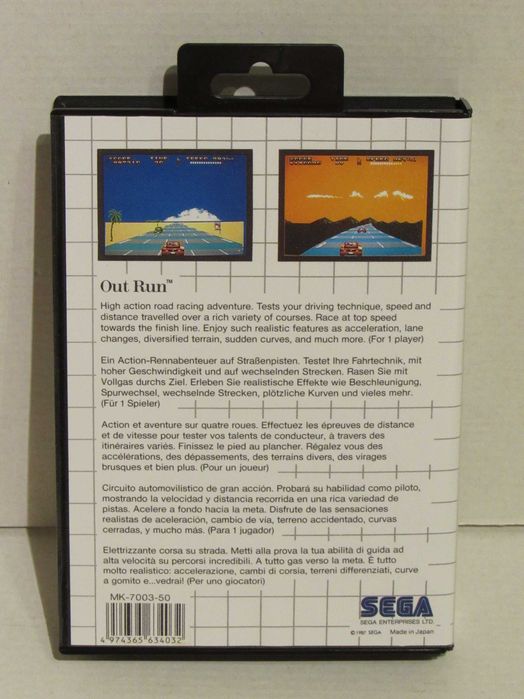 Out Run™
High action road racing adventure. Tests your driving technique, speed and
distance travelled over a rich variety of courses. Race at top speed
towards the finish line. Enjoy such realistic features as acceleration, lane
changes, diversified terrain, sudden curves, and much more. (For 1 player)
Ein Action-Rennabenteuer auf Straßenpisten. Testet Ihre Fahrtechnik, mit
hoher Geschwindigkeit und auf wechselnden Strecken. Rasen Sie mit
Vollgas durchs Ziel. Erleben Sie realistische Effekte wie Beschleunigung,
Spurwechsel, wechselnde Strecken, plötzliche Kurven und vieles mehr.
(Für 1 Spieler)
Action et aventure sur quatre roues. Effectuez les épreuves de distance
et de vitesse pour tester vos talents de conducteur, à travers des
itinéraires variés. Finissez le pied au plancher. Régalez vous des
accélérations, des dépassements, des terrains divers, des virages
brusques et bien plus. (Pour un joueur)
Circuito automovilistico de gran acción. Probará su habilidad como piloto,
mostrando la velocidad y distancia recorrida en una rica variedad de
pistas. Acelere a fondo hacia la meta. Disfrute de las sensaciones
realistas de aceleración, cambio de vía, terreno accidentado, curvas
cerradas, y mucho más. (Para 1 jugador)
Elettrizzante corsa su strada. Metti alla prova la tua abilità di guida ad
alta velocità su percorsi incredibili. A tutto gas verso la meta. È tutto
molto realistico: accelerazione, cambi di corsia, terreni differenziati, curve
a gomito e...vedrai! (Per uno giocatori)
MK-7003-50
4 974365 634032
SEGA
SEGA ENTERPRISES LTD.
©1987 SEGA Made in Japan